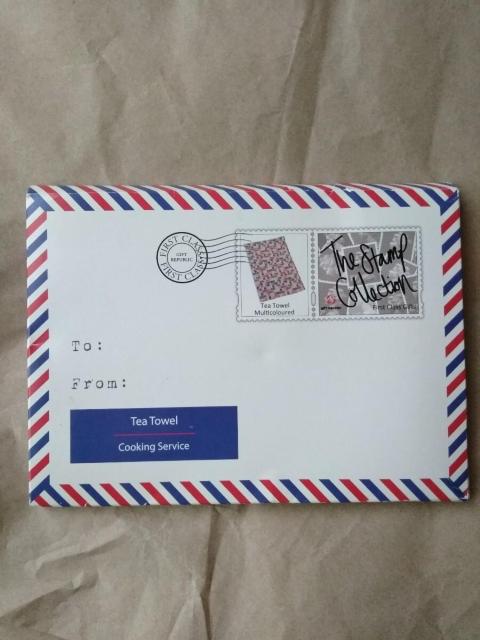 FIRST CLASS
GIFT
REPUBLIC
FIRST CLASS
Tea Towel
Multicoloured
The Stamp
Collection
First Class Gifts
To:
From:
Tea Towel
Cooking Service